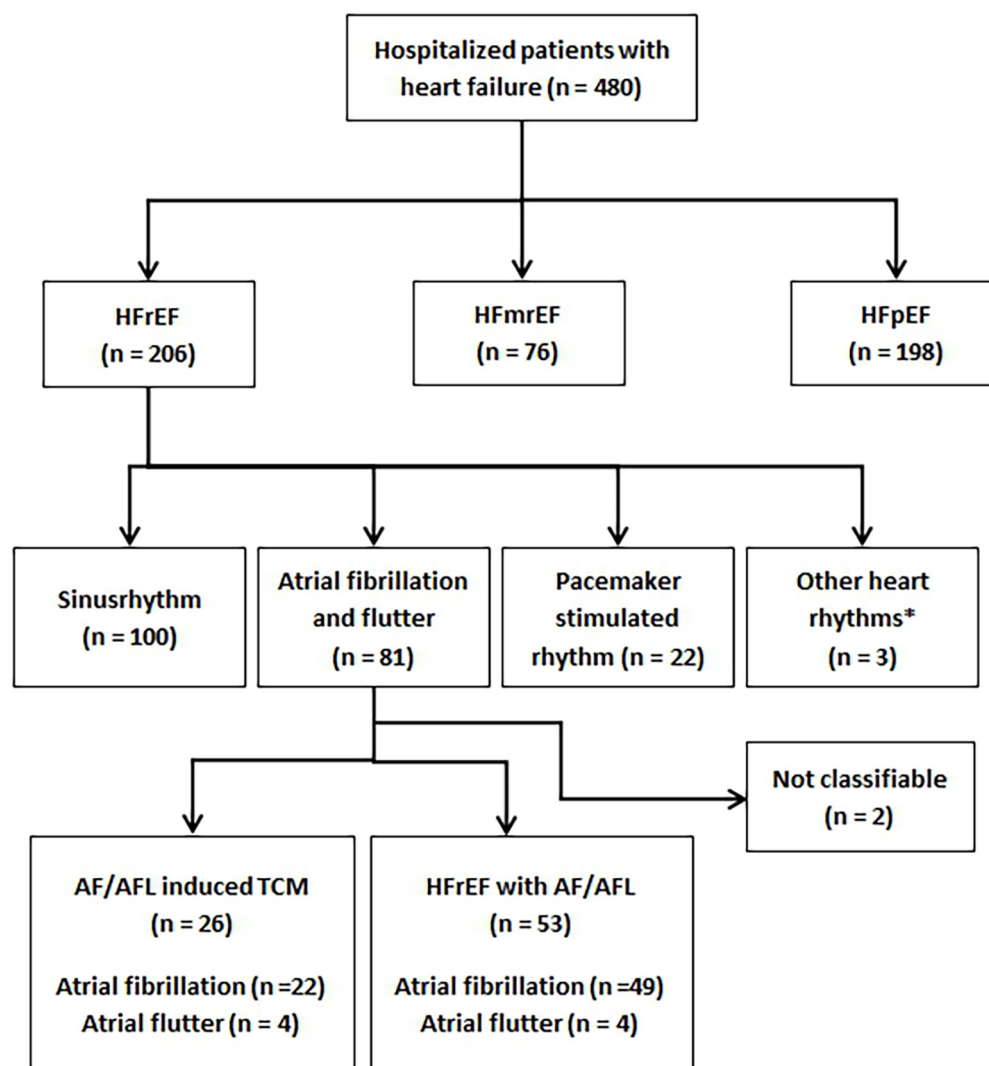 Hospitalized patients with
heart failure (n = 480)
HFrEF
(n = 206)
HFmrEF
(n = 76)
HFpEF
(n = 198)
Sinusrhythm
(n = 100)
Atrial fibrillation
and flutter
(n = 81)
Pacemaker
stimulated
rhythm (n = 22)
Other heart
rhythms*
(n = 3)
Not classifiable
(n = 2)
AF/AFL induced TCM
(n = 26)
Atrial fibrillation (n =22)
Atrial flutter (n = 4)
HFrEF with AF/AFL
(n = 53)
Atrial fibrillation (n =49)
Atrial flutter (n = 4)